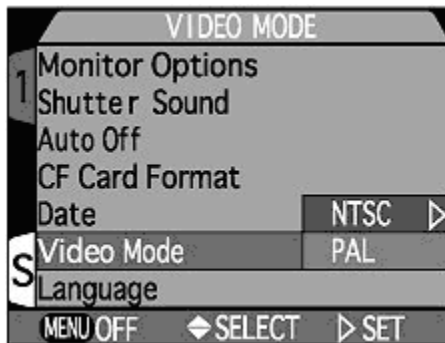 VIDEO MODE
1
Monitor Options
Shutter Sound
Auto Off
CF Card Format
Date NTSC
Video Mode PAL
S
Language
MENU OFF SELECT SET